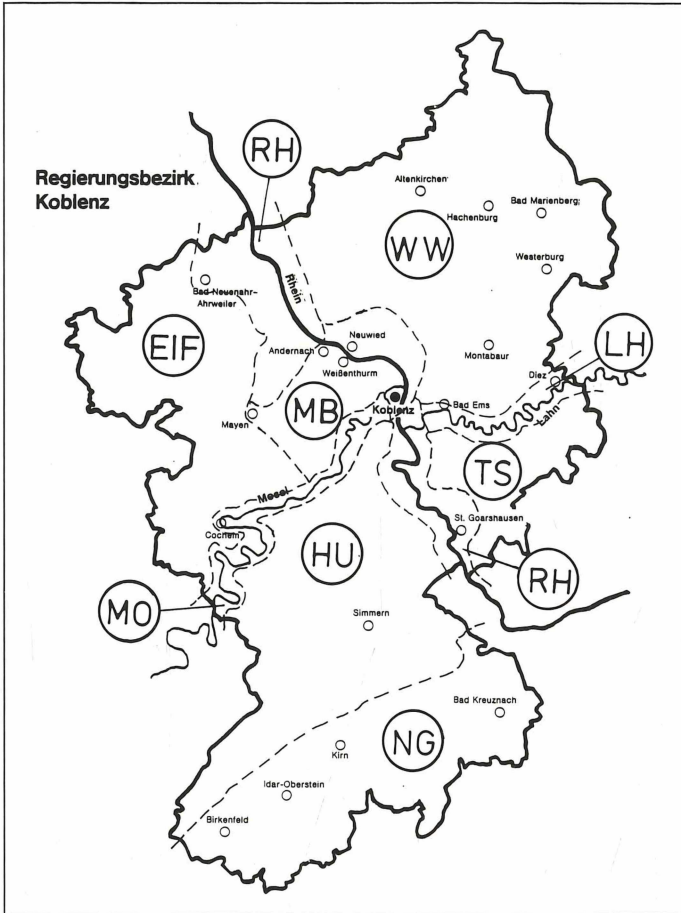 RH
Regierungsbezirk
Koblenz
Altenkirchen
Hachenburg
Bad Marienberg
WW
Westerburg
Bad Neuenahr-
Ahrweiler
Rhein
EIF
Neuwied
Andernach
Weißenthurm
Montabaur
LH
Diez
MB
Koblenz
Bad Ems
Lahn
Mayen
TS
Mosel
St. Goarshausen
Cochem
HU
RH
MO
Simmern
Bad Kreuznach
NG
Kirn
Idar-Oberstein
Birkenfeld